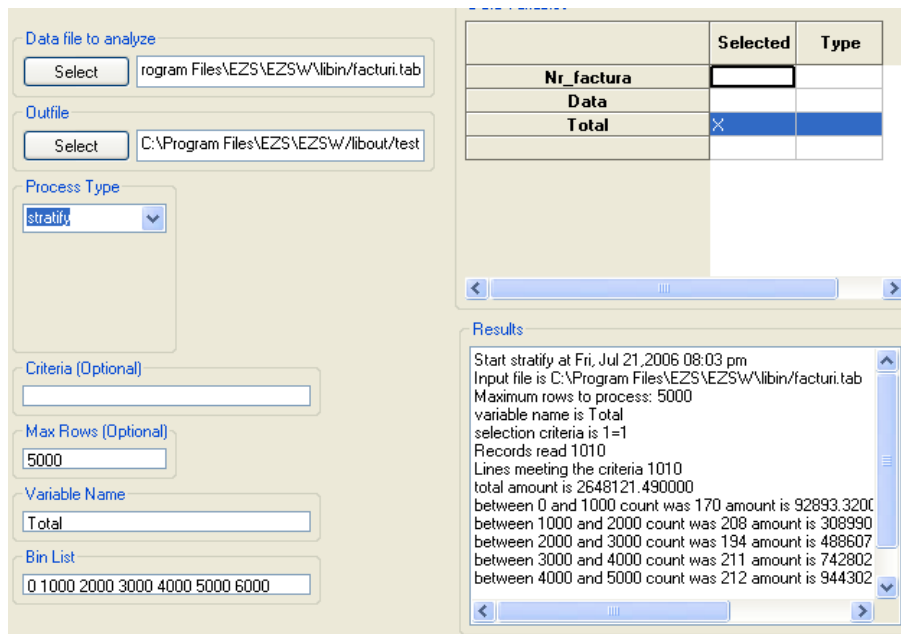 Data file to analyze
Select rogram Files\EZS\EZSW\libin/facturi.tab
Outfile
Select C:\Program Files\EZS\EZSW/libout/test
Process Type
stratify
Criteria (Optional)
Max Rows (Optional)
5000
Variable Name
Total
Bin List
0 1000 2000 3000 4000 5000 6000
Selected Type
Nr_factura
Data
Total X
Results
Start stratify at Fri, Jul 21,2006 08:03 pm
Input file is C:\Program Files\EZS\EZSW\libin/facturi.tab
Maximum rows to process: 5000
variable name is Total
selection criteria is 1=1
Records read 1010
Lines meeting the criteria 1010
total amount is 2648121.490000
between 0 and 1000 count was 170 amount is 92893.320
between 1000 and 2000 count was 208 amount is 308990
between 2000 and 3000 count was 194 amount is 488607
between 3000 and 4000 count was 211 amount is 742802
between 4000 and 5000 count was 212 amount is 944302